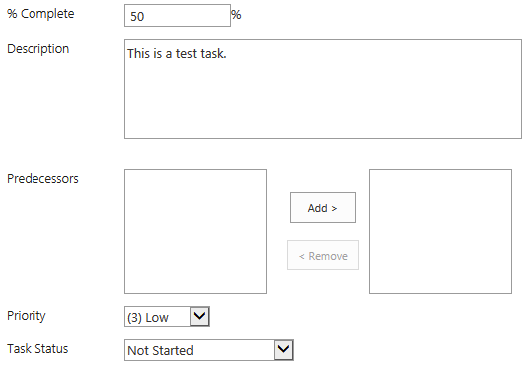 % Complete 50 %
Description This is a test task.
Predecessors
Add >
< Remove
Priority (3) Low
Task Status Not Started